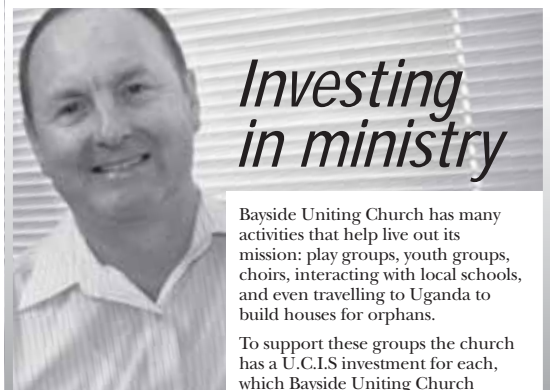 Investing
in ministry
Bayside Uniting Church has many
activities that help live out its
mission: play groups, youth groups,
choirs, interacting with local schools,
and even travelling to Uganda to
build houses for orphans.
To support these groups the church
has a U.C.I.S investment for each,
which Bayside Uniting Church